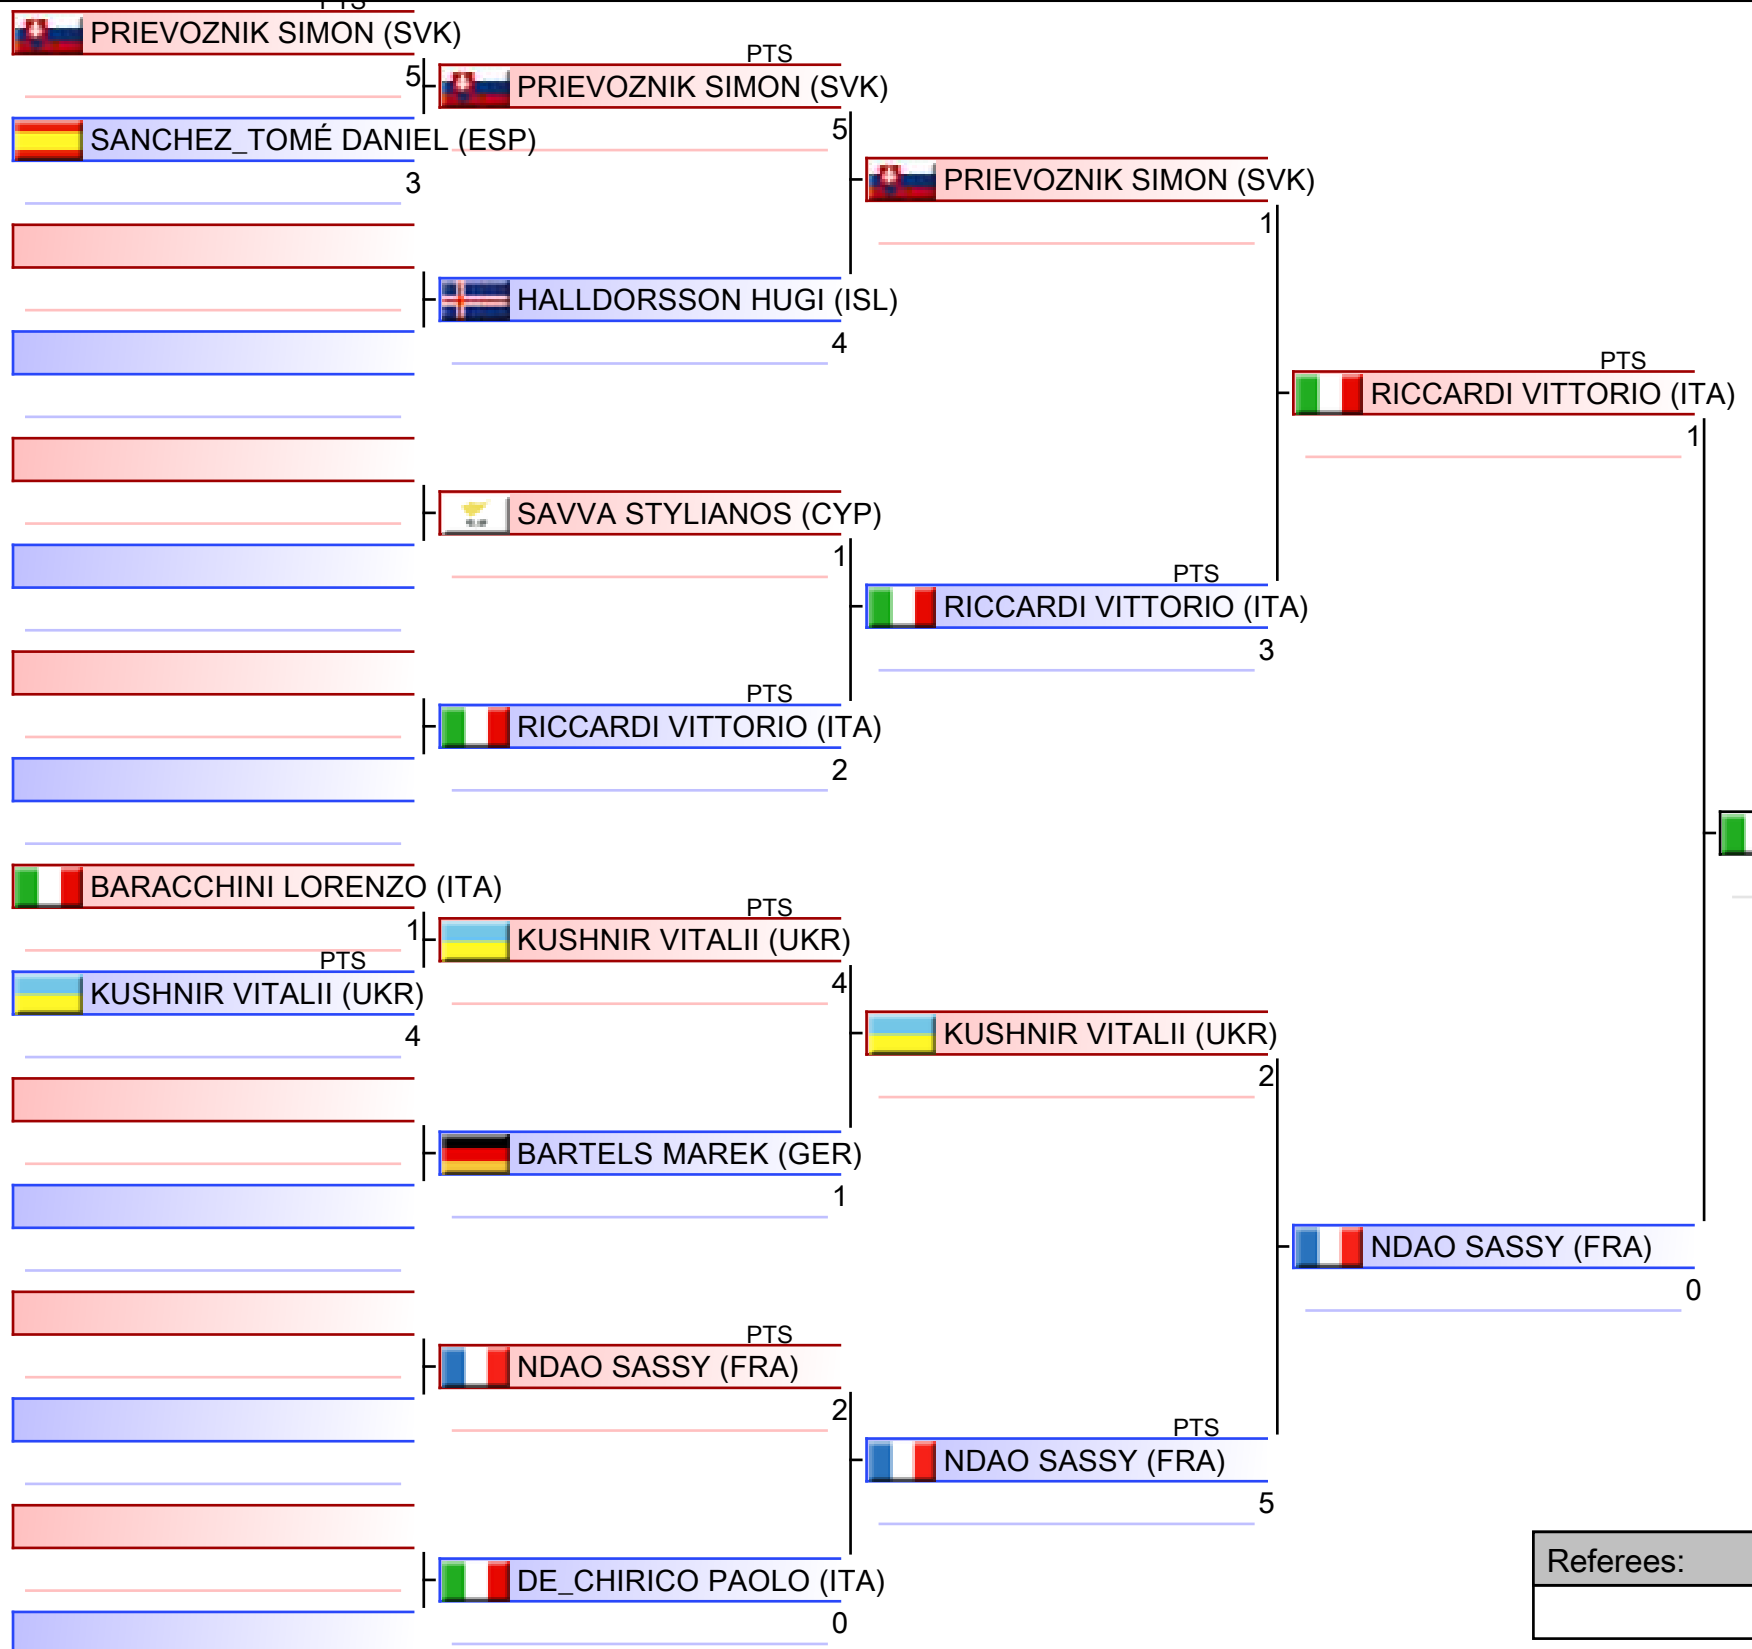 PTS
PRIEVOZNIK SIMON (SVK)
5
SANCHEZ_TOMÉ DANIEL (ESP)
3
PTS
PRIEVOZNIK SIMON (SVK)
5
HALLDORSSON HUGI (ISL)
4
PRIEVOZNIK SIMON (SVK)
1
SAVVA STYLIANOS (CYP)
1
PTS
RICCARDI VITTORIO (ITA)
2
PTS
RICCARDI VITTORIO (ITA)
3
PTS
RICCARDI VITTORIO (ITA)
1
BARACCHINI LORENZO (ITA)
1
PTS
KUSHNIR VITALII (UKR)
4
PTS
KUSHNIR VITALII (UKR)
4
BARTELS MAREK (GER)
1
KUSHNIR VITALII (UKR)
2
PTS
NDAO SASSY (FRA)
2
DE_CHIRICO PAOLO (ITA)
0
PTS
NDAO SASSY (FRA)
5
NDAO SASSY (FRA)
0
Referees: